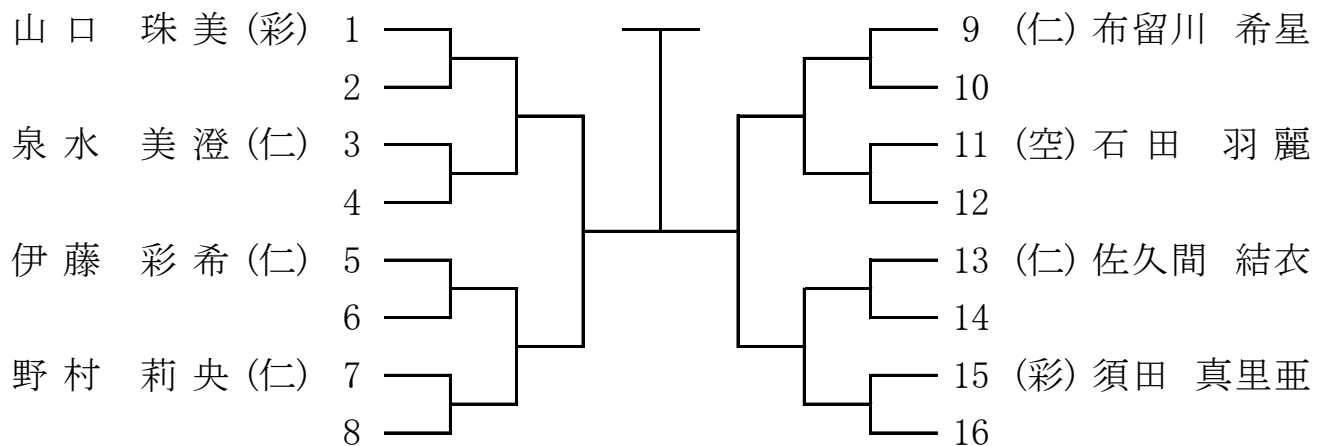 山口 珠美 (彩) 1
2
泉水 美澄 (仁) 3
4
伊藤 彩希 (仁) 5
6
野村 莉央 (仁) 7
8
9 (仁) 布留川 希星
10
11 (空) 石田 羽麗
12
13 (仁) 佐久間 結衣
14
15 (彩) 須田 真里亜
16